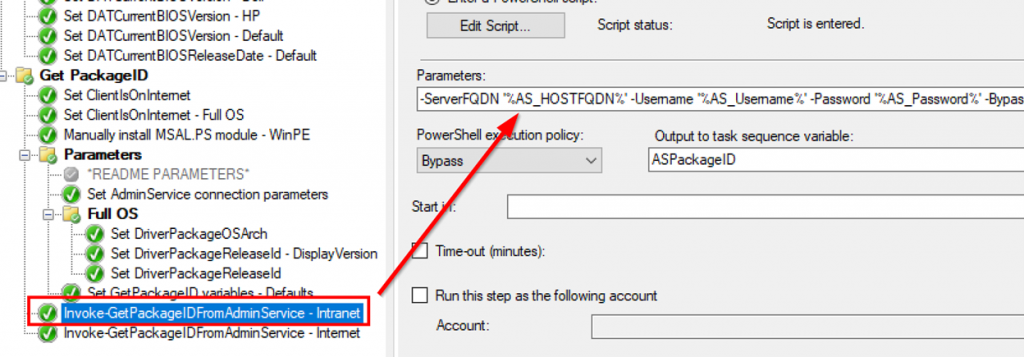 Set DATCurrentBIOSVersion - HP
Set DATCurrentBIOSVersion - Default
Set DATCurrentBIOSReleaseDate - Default
Get PackageID
Set ClientIsOnInternet
Set ClientIsOnInternet - Full OS
Manually install MSAL.PS module - WinPE
Parameters
*README PARAMETERS*
Set AdminService connection parameters
Full OS
Set DriverPackageOSArch
Set DriverPackageReleaseId - DisplayVersion
Set DriverPackageReleaseId
Set GetPackageID variables - Defaults
Invoke-GetPackageIDFromAdminService - Intranet
Invoke-GetPackageIDFromAdminService - Internet
Enter a PowerShell script:
Edit Script...
Script status:
Script is entered.
Parameters:
-ServerFQDN '%AS_HOSTFQDN%' -Username '%AS_Username%' -Password '%AS_Password%' -Bypas
PowerShell execution policy:
Output to task sequence variable:
Bypass
ASPackageID
Start in:
Time-out (minutes):
Run this step as the following account
Account: